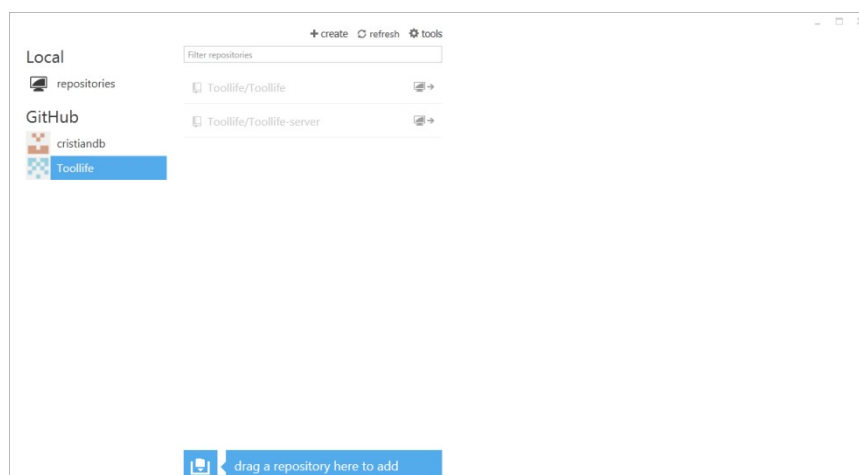 create refresh tools
Local
Filter repositories
repositories
Toollife/Toollife
GitHub
Toollife/Toollife-server
cristiandb
Toollife
drag a repository here to add